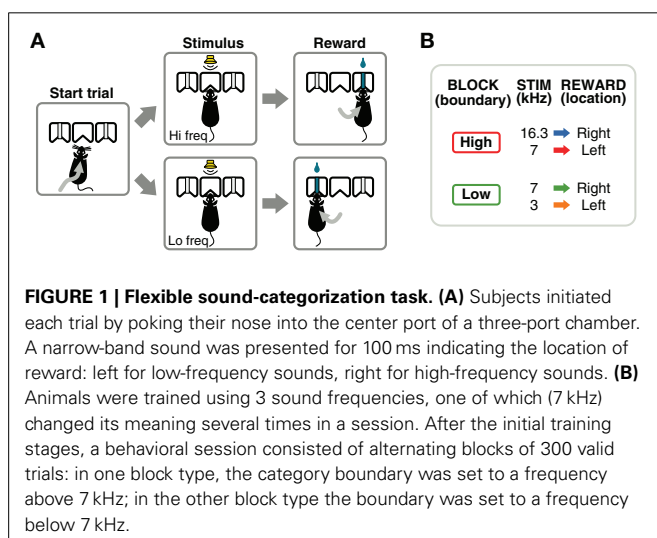 A
Start trial
Stimulus
Reward
Hi freq
Lo freq
B
BLOCK STIM REWARD
(boundary) (kHz) (location)
High
16.3 Right
7 Left
Low
7 Right
3 Left
FIGURE 1 | Flexible sound-categorization task. (A) Subjects initiated
each trial by poking their nose into the center port of a three-port chamber.
A narrow-band sound was presented for 100 ms indicating the location of
reward: left for low-frequency sounds, right for high-frequency sounds. (B)
Animals were trained using 3 sound frequencies, one of which (7 kHz)
changed its meaning several times in a session. After the initial training
stages, a behavioral session consisted of alternating blocks of 300 valid
trials: in one block type, the category boundary was set to a frequency
above 7 kHz; in the other block type the boundary was set to a frequency
below 7 kHz.